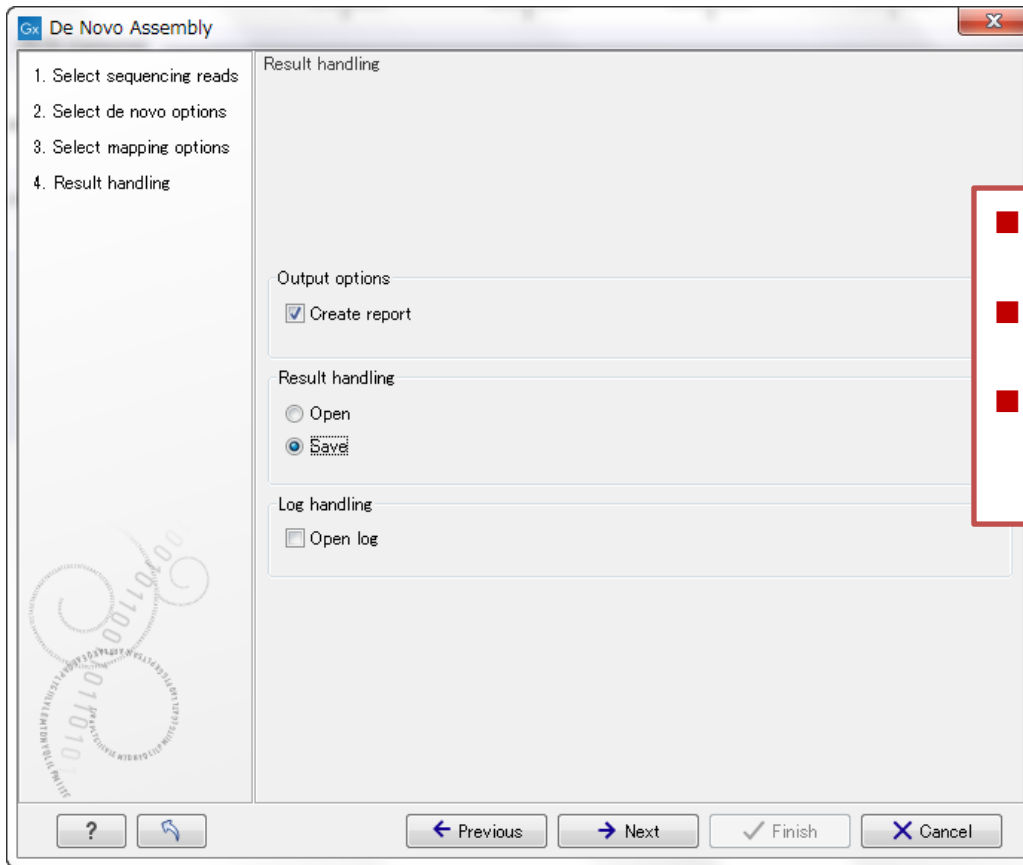 Gx De Novo Assembly
1. Select sequencing reads
2. Select de novo options
3. Select mapping options
4. Result handling
Result handling
Output options
Create report
Result handling
Open
Save
Log handling
Open log
?
Previous
Next
Finish
Cancel